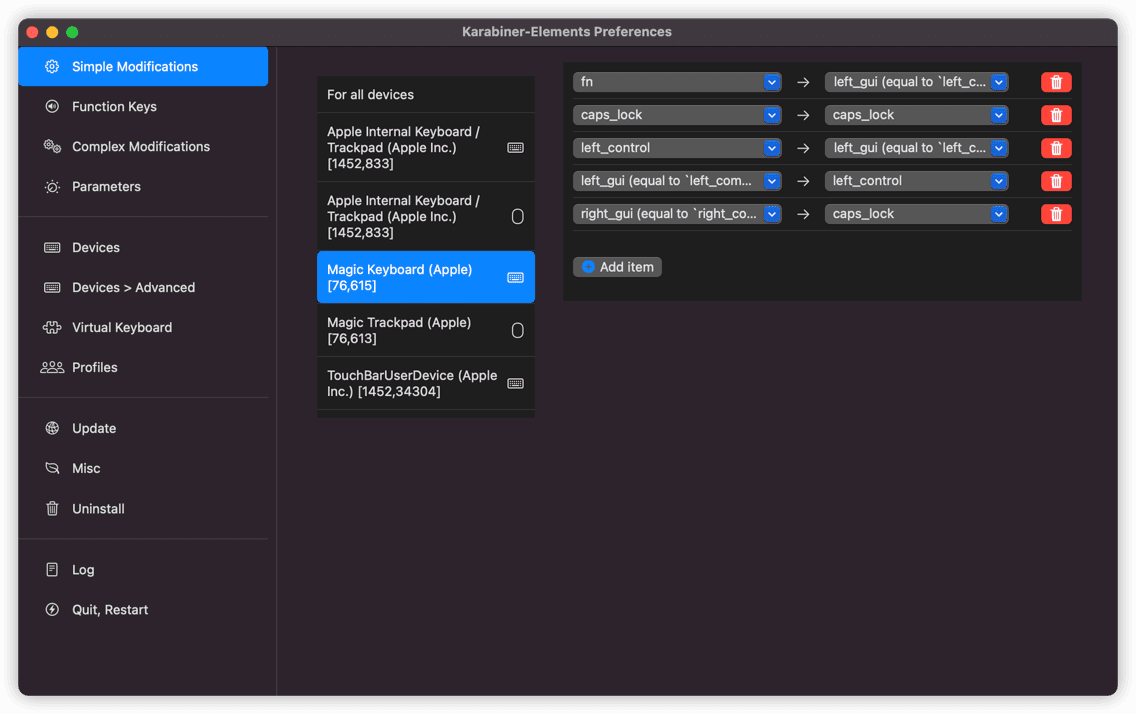 Karabiner-Elements Preferences
Simple Modifications
Function Keys
Complex Modifications
Parameters
Devices
Devices > Advanced
Virtual Keyboard
Profiles
Update
Misc
Uninstall
Log
Quit, Restart
For all devices
Apple Internal Keyboard /
Trackpad (Apple Inc.)
[1452,833]
Apple Internal Keyboard /
Trackpad (Apple Inc.)
[1452,833]
Magic Keyboard (Apple)
[76,615]
Magic Trackpad (Apple)
[76,613]
TouchBarUserDevice (Apple
Inc.) [1452,34304]
fn → left_gui (equal to `left_c...
caps_lock → caps_lock
left_control → left_gui (equal to `left_c...
left_gui (equal to `left_com... → left_control
right_gui (equal to `right_co... → caps_lock
Add item